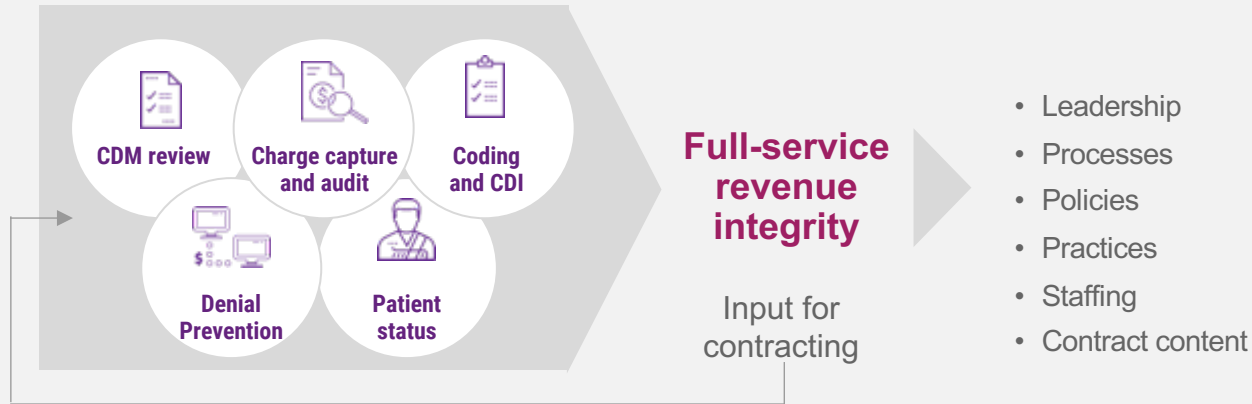 CDM review
Charge capture
and audit
Coding
and CDI
$
Denial
Prevention
$
Patient
status
Full-service
revenue
integrity
Input for
contracting
• Leadership
• Processes
• Policies
• Practices
• Staffing
• Contract content